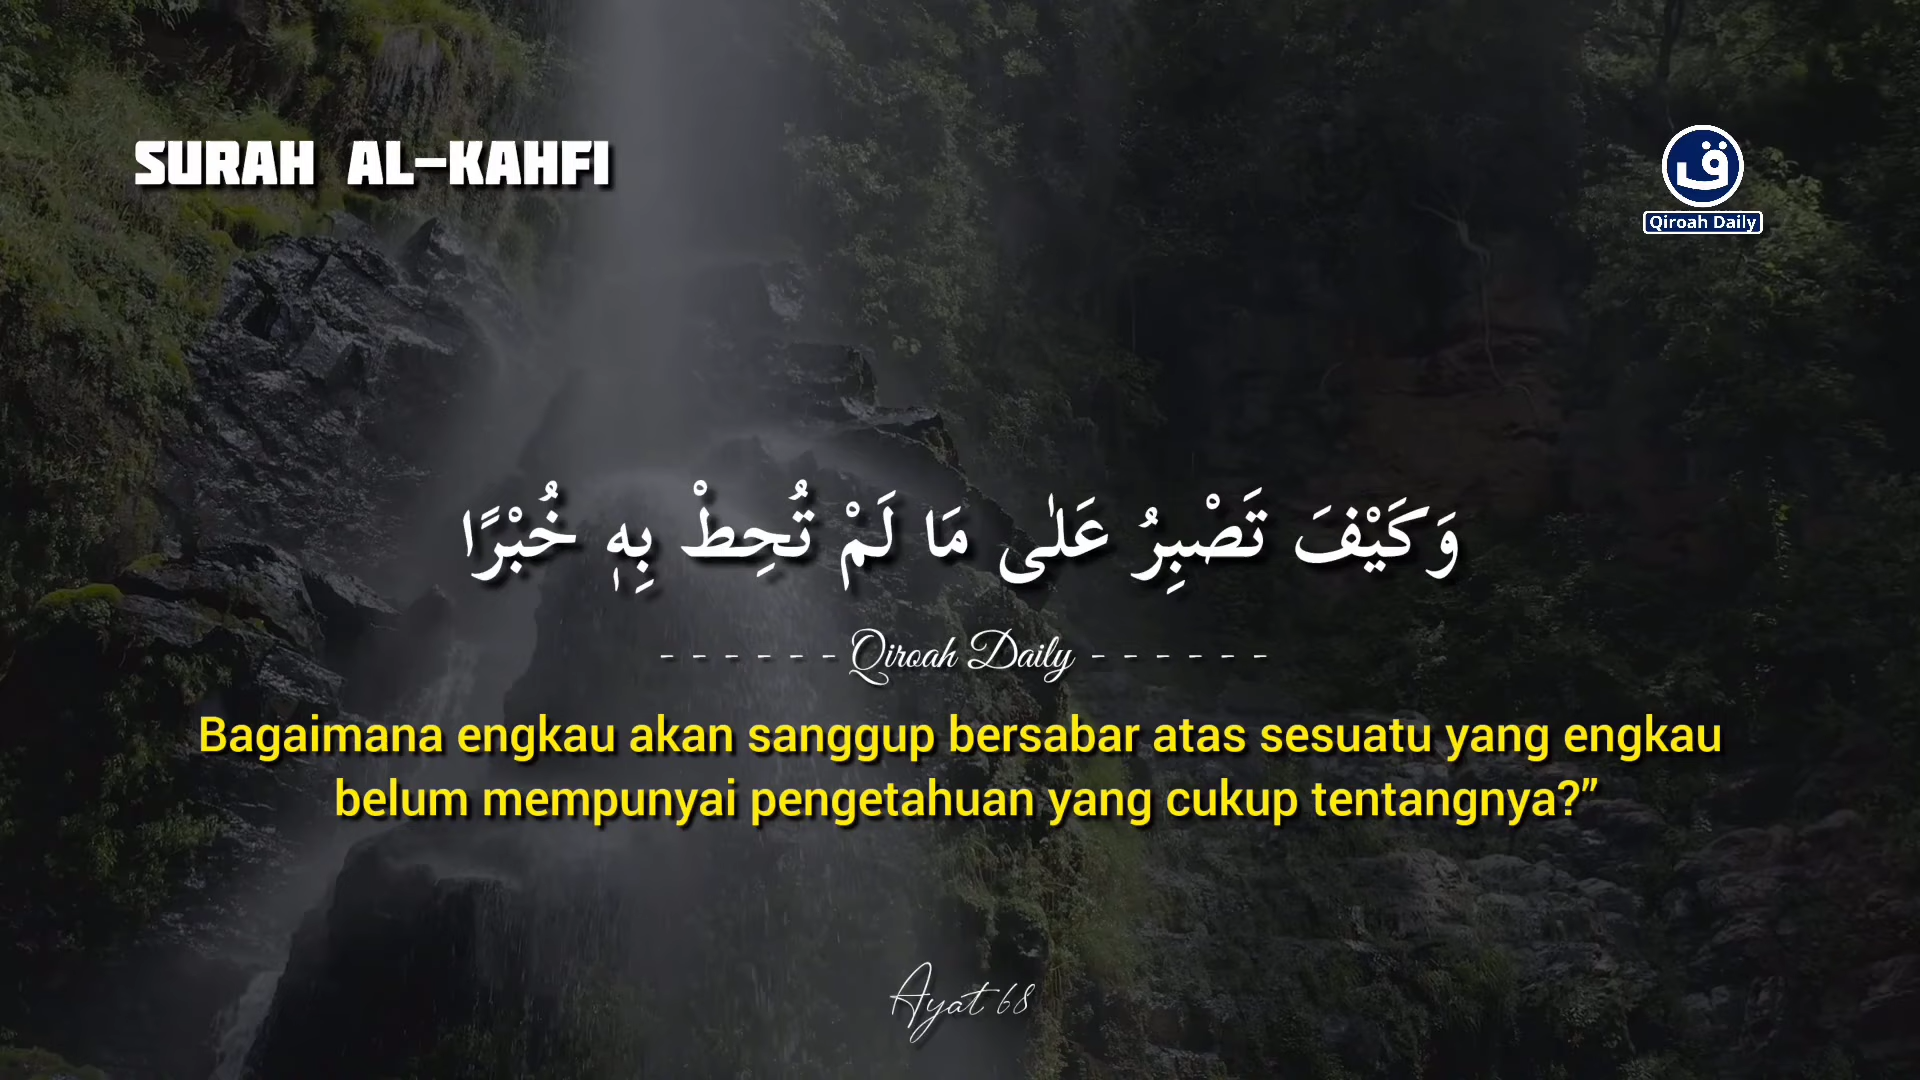 SURAH AL-KAHFI
ق
Qiroah Daily
وَكَيْفَ تَصْبِرُ عَلٰى مَا لَمْ تُحِطْ بِهٖ خُبْرًا
- - - - - - Qiroah Daily - - - - - -
Bagaimana engkau akan sanggup bersabar atas sesuatu yang engkau
belum mempunyai pengetahuan yang cukup tentangnya?”
Ayat 68